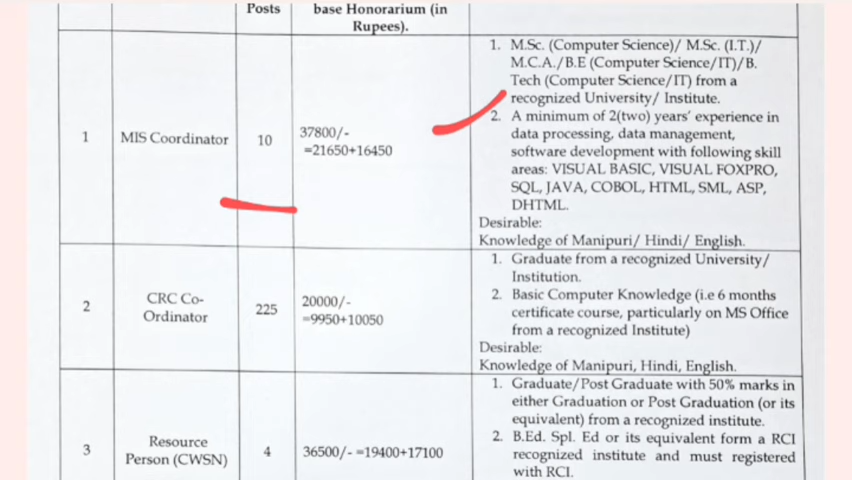 Posts
base Honorarium (in
Rupees).
1
MIS Coordinator
10
37800/-
=21650+16450
1. M.Sc. (Computer Science)/ M.Sc. (I.T.)/
M.C.A./B.E (Computer Science/IT)/B.
Tech (Computer Science/IT) from a
recognized University/ Institute.
2. A minimum of 2(two) years' experience in
data processing, data management,
software development with following skill
areas: VISUAL BASIC, VISUAL FOXPRO,
SQL, JAVA, COBOL, HTML, SML, ASP,
DHTML.
Desirable:
Knowledge of Manipuri/ Hindi/ English.
2
CRC Co-
Ordinator
225
20000/-
=9950+10050
1. Graduate from a recognized University/
Institution.
2. Basic Computer Knowledge (i.e 6 months
certificate course, particularly on MS Office
from a recognized Institute)
Desirable:
Knowledge of Manipuri, Hindi, English.
3
Resource
Person (CWSN)
4
36500/- =19400+17100
1. Graduate/Post Graduate with 50% marks in
either Graduation or Post Graduation (or its
equivalent) from a recognized institute.
2. B.Ed. Spl. Ed or its equivalent form a RCI
recognized institute and must registered
with RCI.